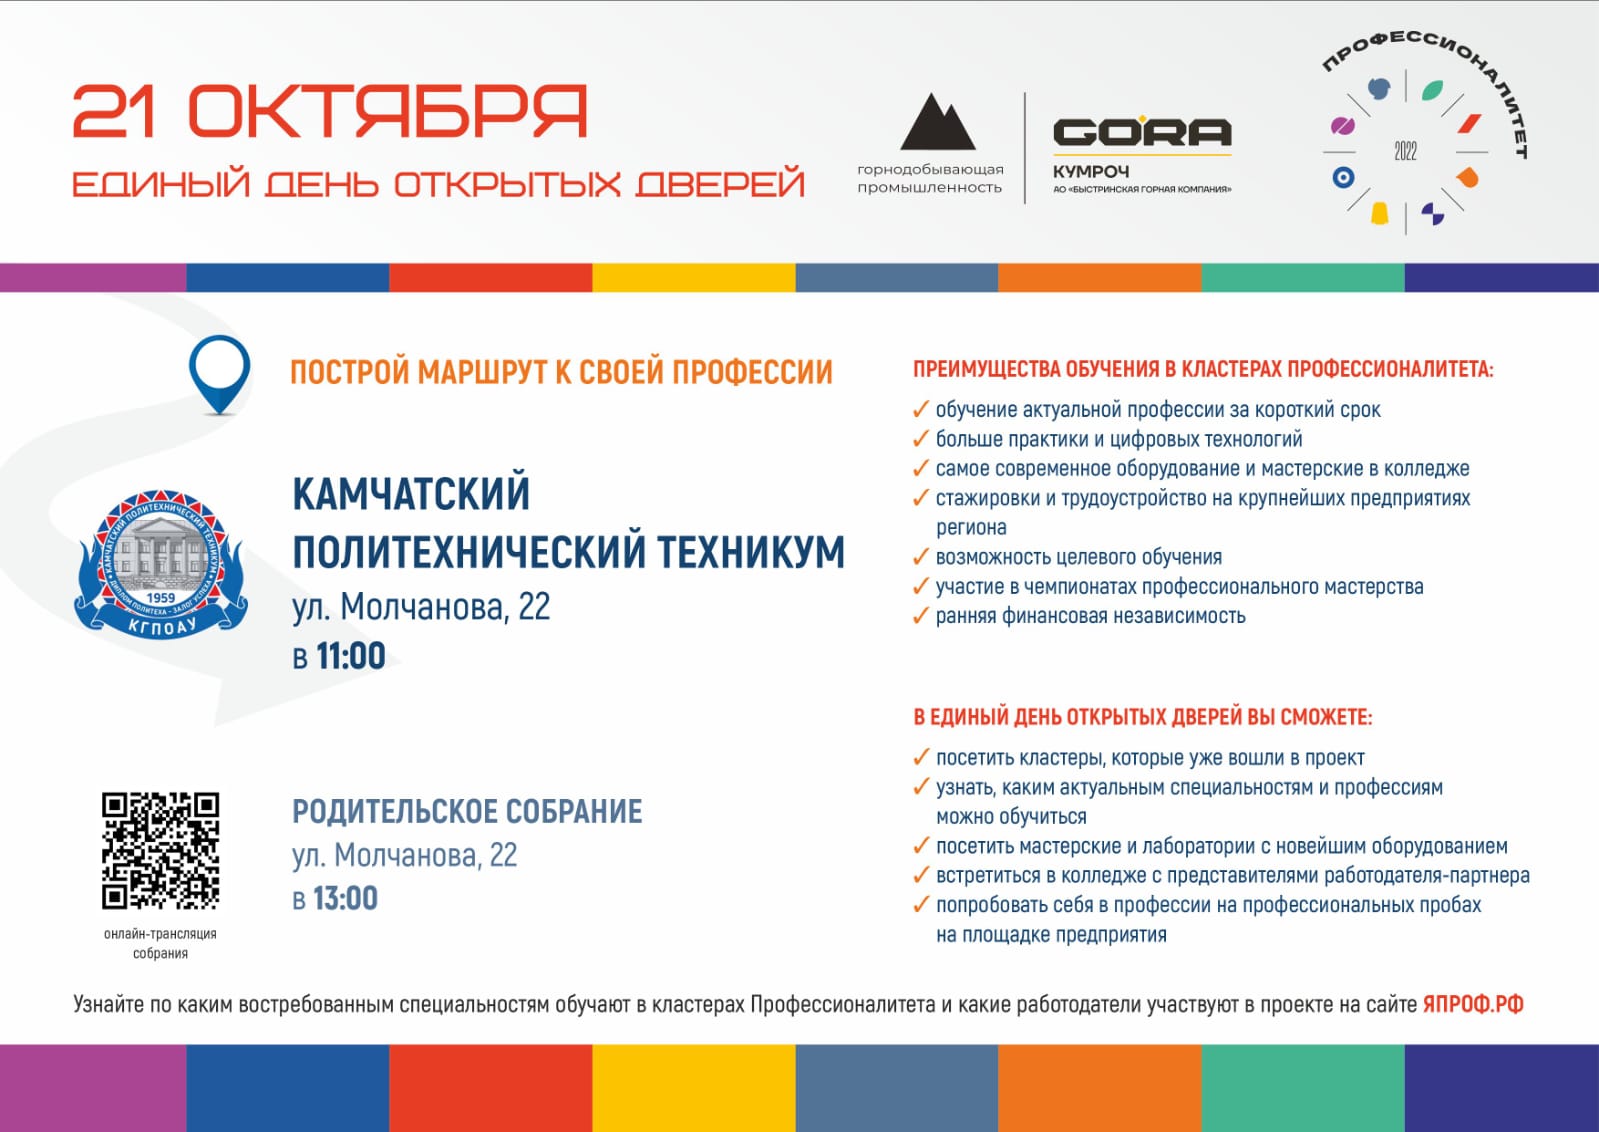 21 ОКТЯБРЯ
ЕДИНЫЙ ДЕНЬ ОТКРЫТЫХ ДВЕРЕЙ
горнодобывающая
промышленность
GORA
КУМРОЧ
АО «БЫСТРИНСКАЯ ГОРНАЯ КОМПАНИЯ»
ПРОФЕССИОНАЛИТЕТ
2022
ПОСТРОЙ МАРШРУТ К СВОЕЙ ПРОФЕССИИ
КАМЧАТСКИЙ
ПОЛИТЕХНИЧЕСКИЙ ТЕХНИКУМ
ул. Молчанова, 22
в 11:00
КАМЧАТСКИЙ ПОЛИТЕХНИЧЕСКИЙ ТЕХНИКУМ
1959
ДИПЛОМ ПОЛИТЕХА - ЗАЛОГ УСПЕХА
КГПОАУ
РОДИТЕЛЬСКОЕ СОБРАНИЕ
ул. Молчанова, 22
в 13:00
онлайн-трансляция
собрания
ПРЕИМУЩЕСТВА ОБУЧЕНИЯ В КЛАСТЕРАХ ПРОФЕССИОНАЛИТЕТА:
✓ обучение актуальной профессии за короткий срок
✓ больше практики и цифровых технологий
✓ самое современное оборудование и мастерские в колледже
✓ стажировки и трудоустройство на крупнейших предприятиях
региона
✓ возможность целевого обучения
✓ участие в чемпионатах профессионального мастерства
✓ ранняя финансовая независимость
В ЕДИНЫЙ ДЕНЬ ОТКРЫТЫХ ДВЕРЕЙ ВЫ СМОЖЕТЕ:
✓ посетить кластеры, которые уже вошли в проект
✓ узнать, каким актуальным специальностям и профессиям
можно обучиться
✓ посетить мастерские и лаборатории с новейшим оборудованием
✓ встретиться в колледже с представителями работодателя-партнера
✓ попробовать себя в профессии на профессиональных пробах
на площадке предприятия
Узнайте по каким востребованным специальностям обучают в кластерах Профессионалитета и какие работодатели участвуют в проекте на сайте ЯПРОФ.РФ